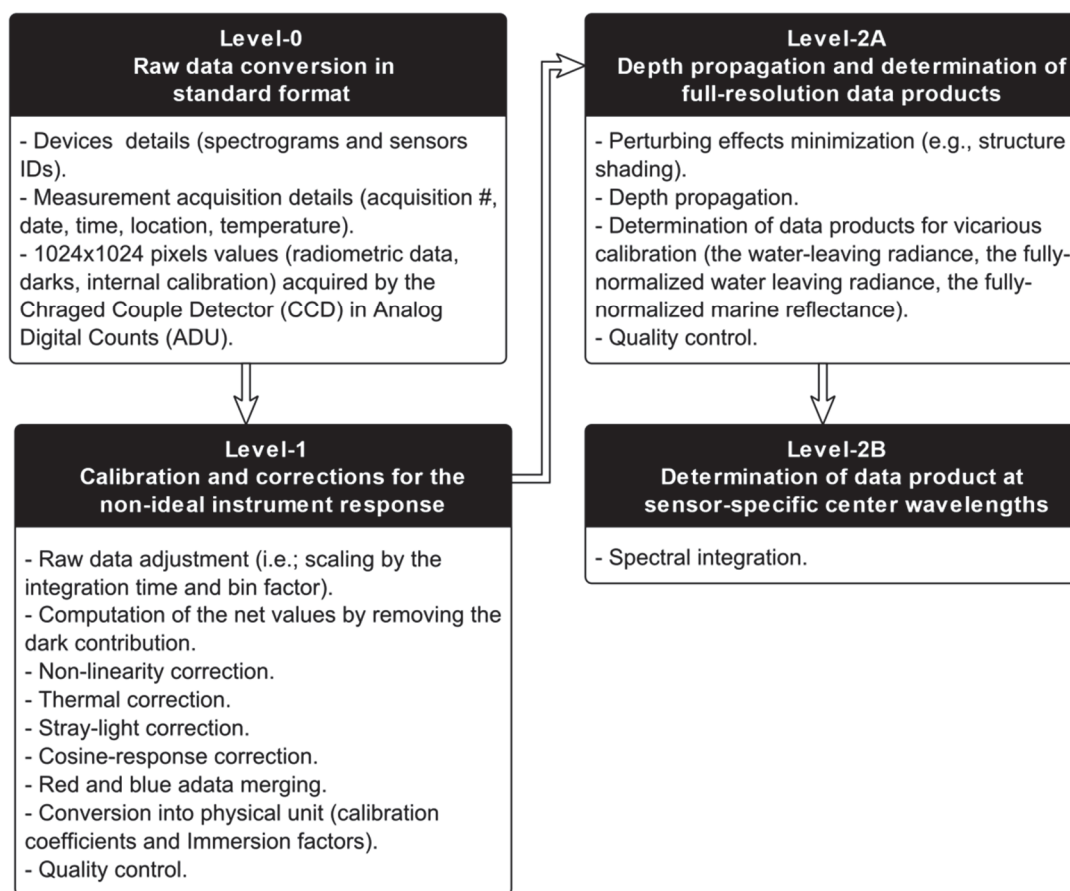 Level-0
Raw data conversion in
standard format
- Devices  details (spectrograms and sensors
IDs).
- Measurement acquisition details (acquisition #,
date, time, location, temperature).
- 1024x1024 pixels values (radiometric data,
darks, internal calibration) acquired by the
Chraged Couple Detector (CCD) in Analog
Digital Counts (ADU).
Level-1
Calibration and corrections for the
non-ideal instrument response
- Raw data adjustment (i.e.; scaling by the
integration time and bin factor).
- Computation of the net values by removing the
dark contribution.
- Non-linearity correction.
- Thermal correction.
- Stray-light correction.
- Cosine-response correction.
- Red and blue adata merging.
- Conversion into physical unit (calibration
coefficients and Immersion factors).
- Quality control.
Level-2A
Depth propagation and determination of
full-resolution data products
- Perturbing effects minimization (e.g., structure
shading).
- Depth propagation.
- Determination of data products for vicarious
calibration (the water-leaving radiance, the fully-
normalized water leaving radiance, the fully-
normalized marine reflectance).
- Quality control.
Level-2B
Determination of data product at
sensor-specific center wavelengths
- Spectral integration.